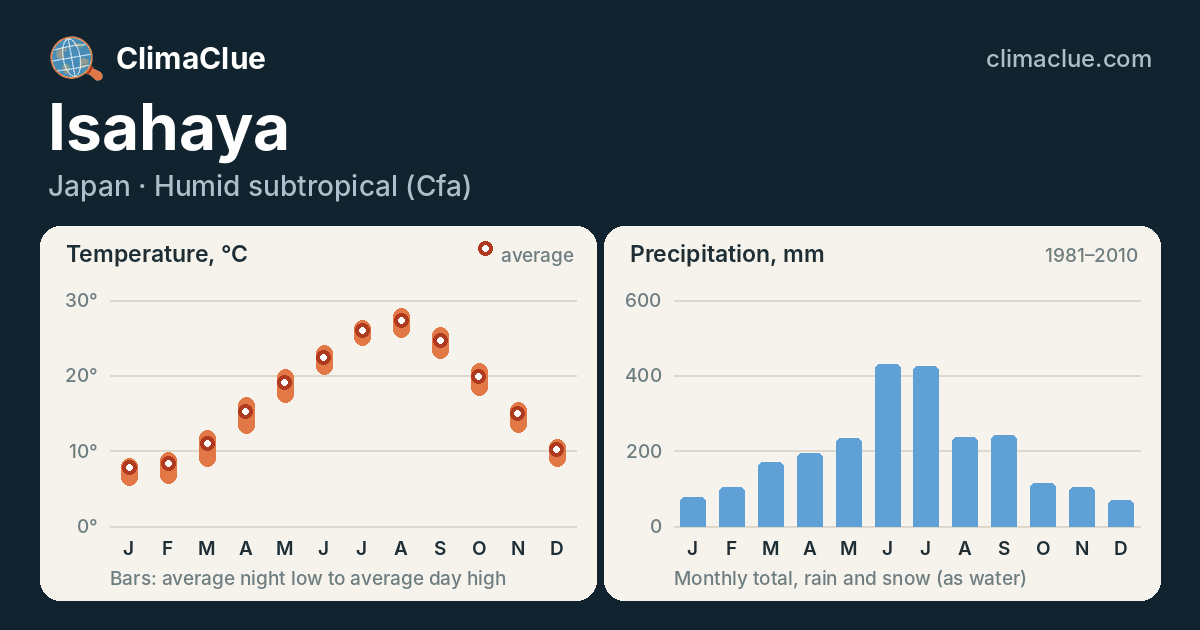 ClimaClue
climaclue.com
Isahaya
Japan · Humid subtropical (Cfa)
Temperature, °C
average
30°
20°
10°
0°
J F M A M J J A S O N D
Bars: average night low to average day high
Precipitation, mm
1981–2010
600
400
200
0
J F M A M J J A S O N D
Monthly total, rain and snow (as water)